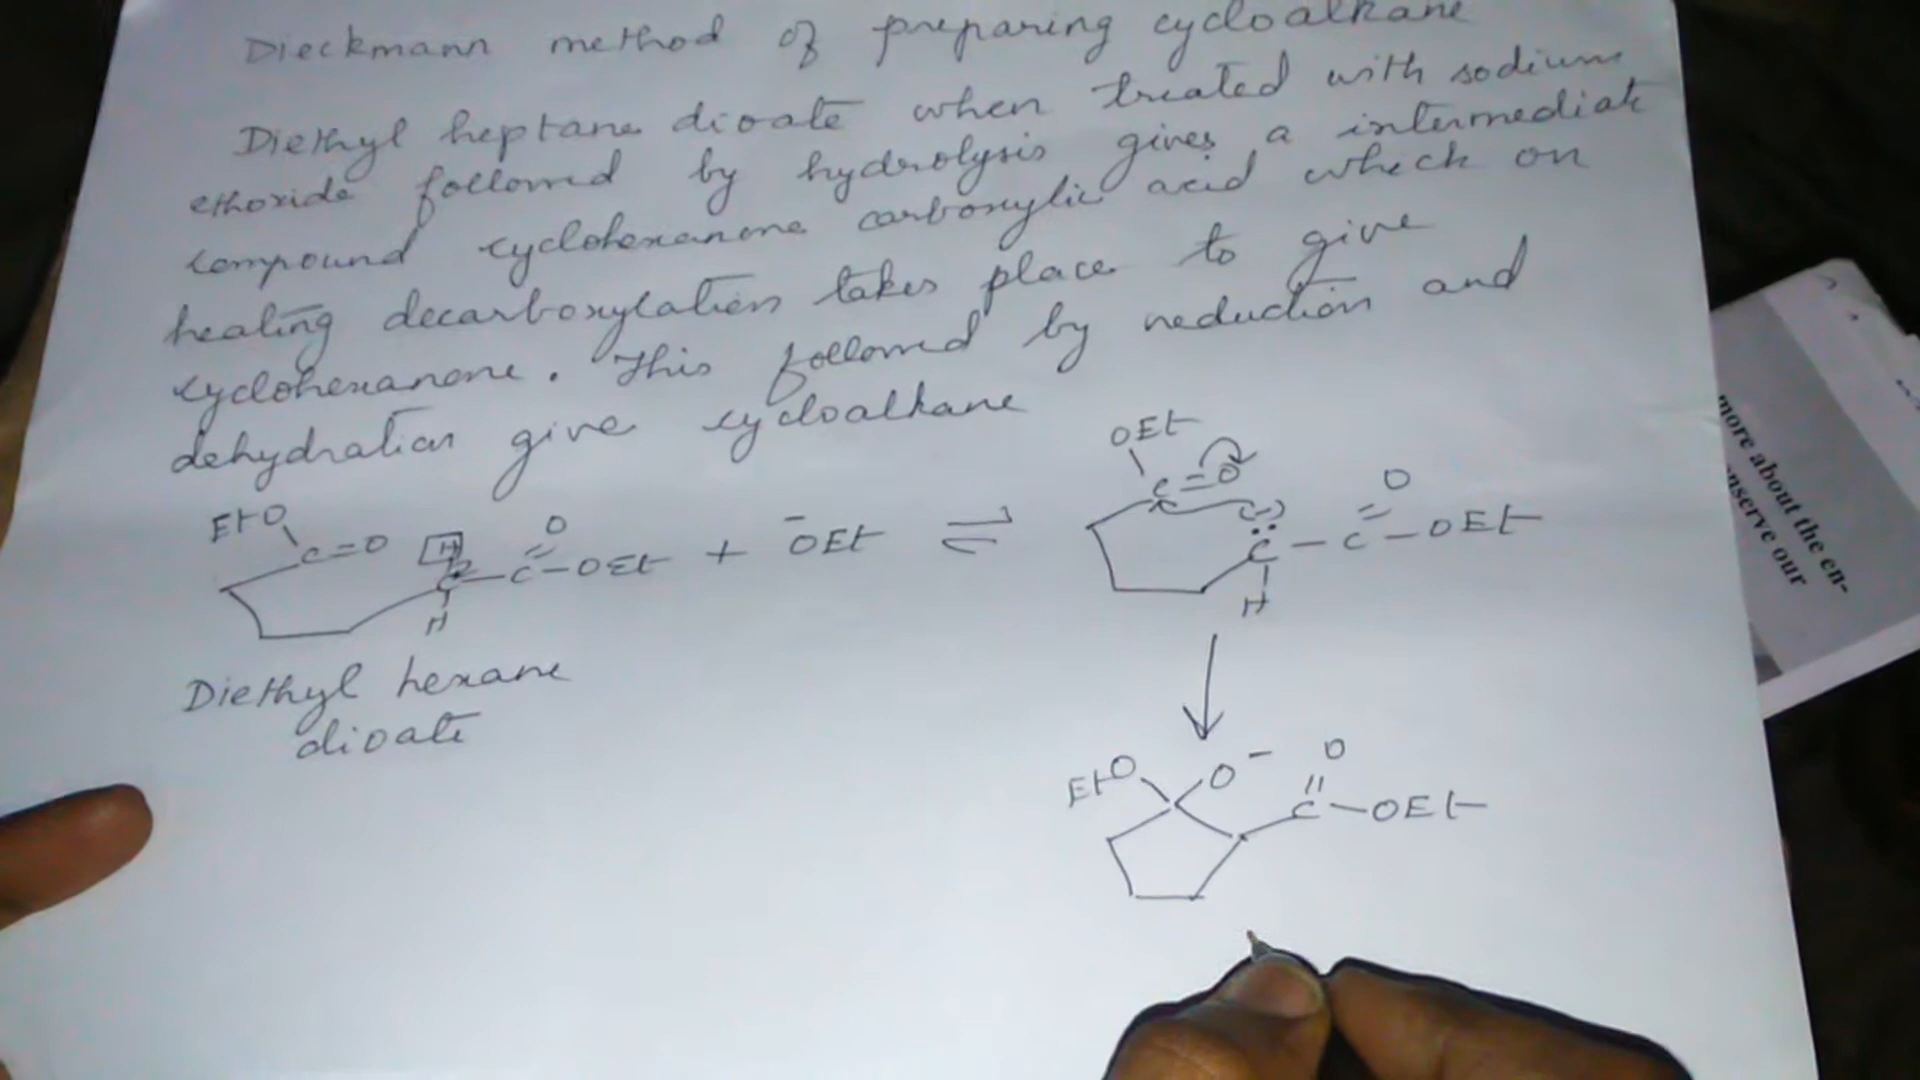 Dieckmann method of preparing cycloalkane
Diethyl heptane dioate when treated with sodium
ethoxide followed by hydrolysis gives a intermediate
compound cyclohexanone carboxylic acid which on
heating decarboxylation takes place to give
cyclohexanone. This followed by reduction and
dehydration give cycloalkane
OEt
C=O
O
(-)
C-C-OEt
H
EtO
C=O
H
O
C-C-OEt + ŌEt ⇌
H
Diethyl hexane
dioate
EtO O⁻ O
C-OEt
more about the en-
nserve our